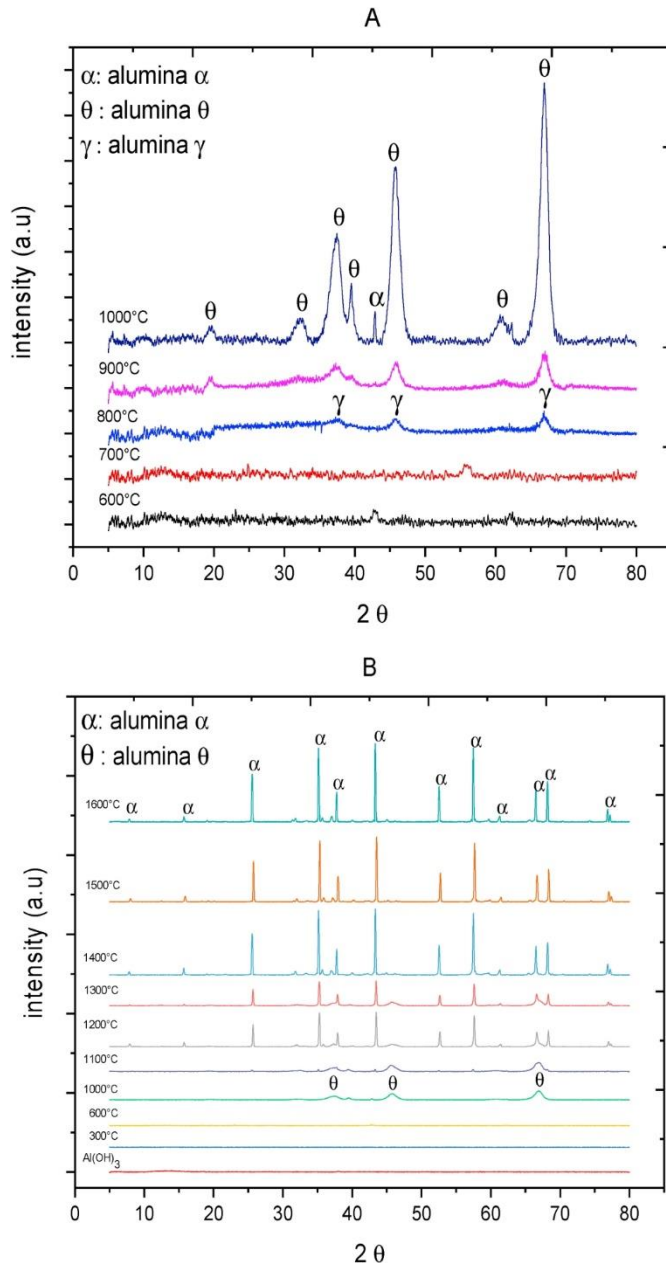 A
α: alumina α
θ : alumina θ
γ : alumina γ
θ
θ
θ
θ
θ
α
θ
θ
1000°C
900°C
γ
γ
γ
800°C
700°C
600°C
intensity (a.u)
0 10 20 30 40 50 60 70 80
2 θ
B
α: alumina α
θ : alumina θ
α
α
α
α
α
α
α
α
α
α
α
α
1600°C
1500°C
1400°C
1300°C
1200°C
1100°C
1000°C
θ
θ
θ
600°C
300°C
Al(OH)3
intensity (a.u)
0 10 20 30 40 50 60 70 80
2 θ